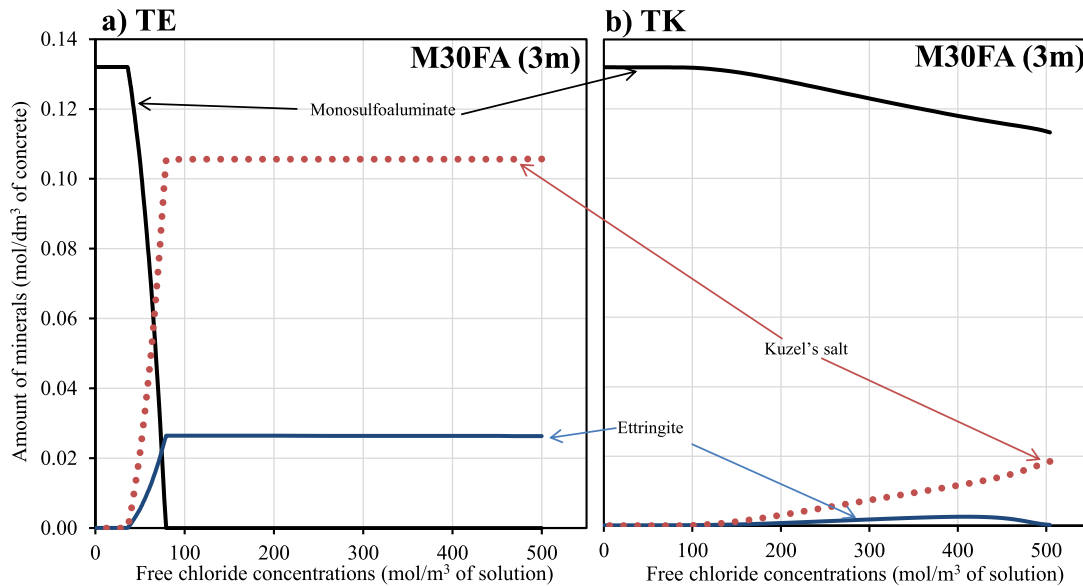 a) TE
b) TK
M30FA (3m)
M30FA (3m)
Amount of minerals (mol/dm³ of concrete)
0.14
0.12
0.10
0.08
0.06
0.04
0.02
0.00
Monosulfoaluminate
Kuzel's salt
Ettringite
0
100
200
300
400
500
0
100
200
300
400
500
Free chloride concentrations (mol/m³ of solution)
Free chloride concentrations (mol/m³ of solution)